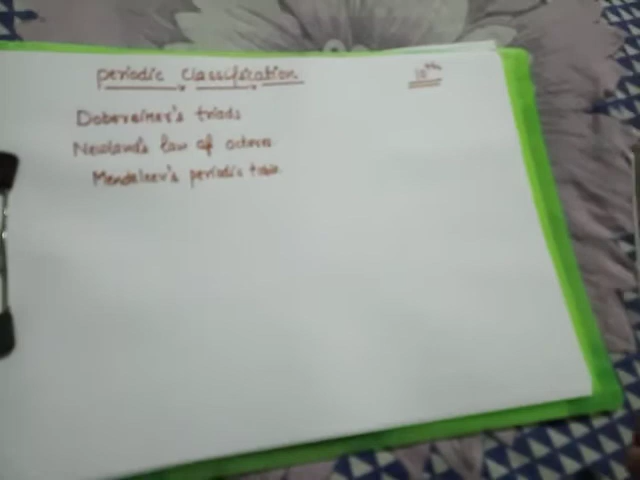 Periodic Classification
10th
Dobereiner's triads
Newland's law of octaves
Mendeleev's periodic table